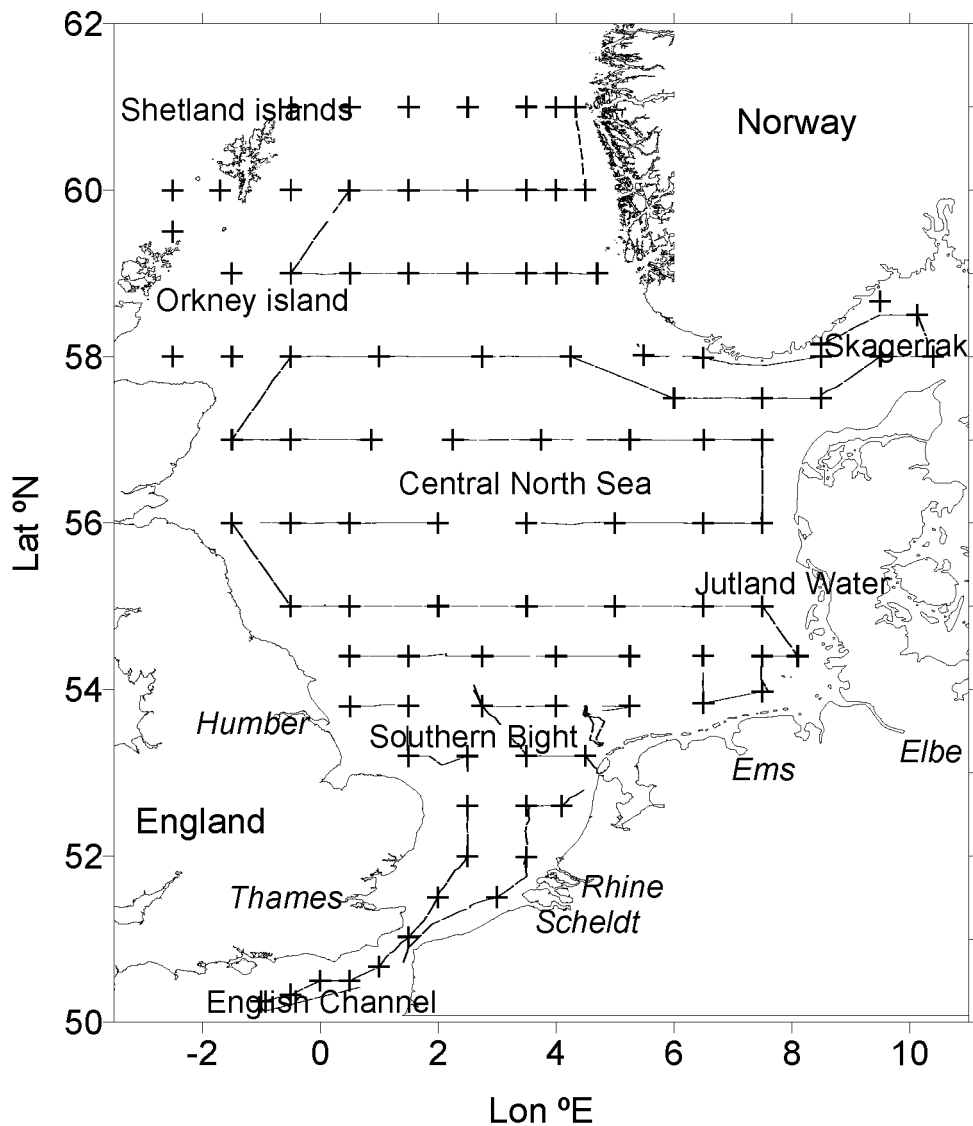 62
Shetland islands
Norway
60
Orkney island
58
Skagerrak
Central North Sea
56
Jutland Water
54
Humber
Southern Bight
Elbe
Ems
England
52
Thames
Rhine
Scheldt
English Channel
50
-2 0 2 4 6 8 10
Lat ºN
Lon ºE